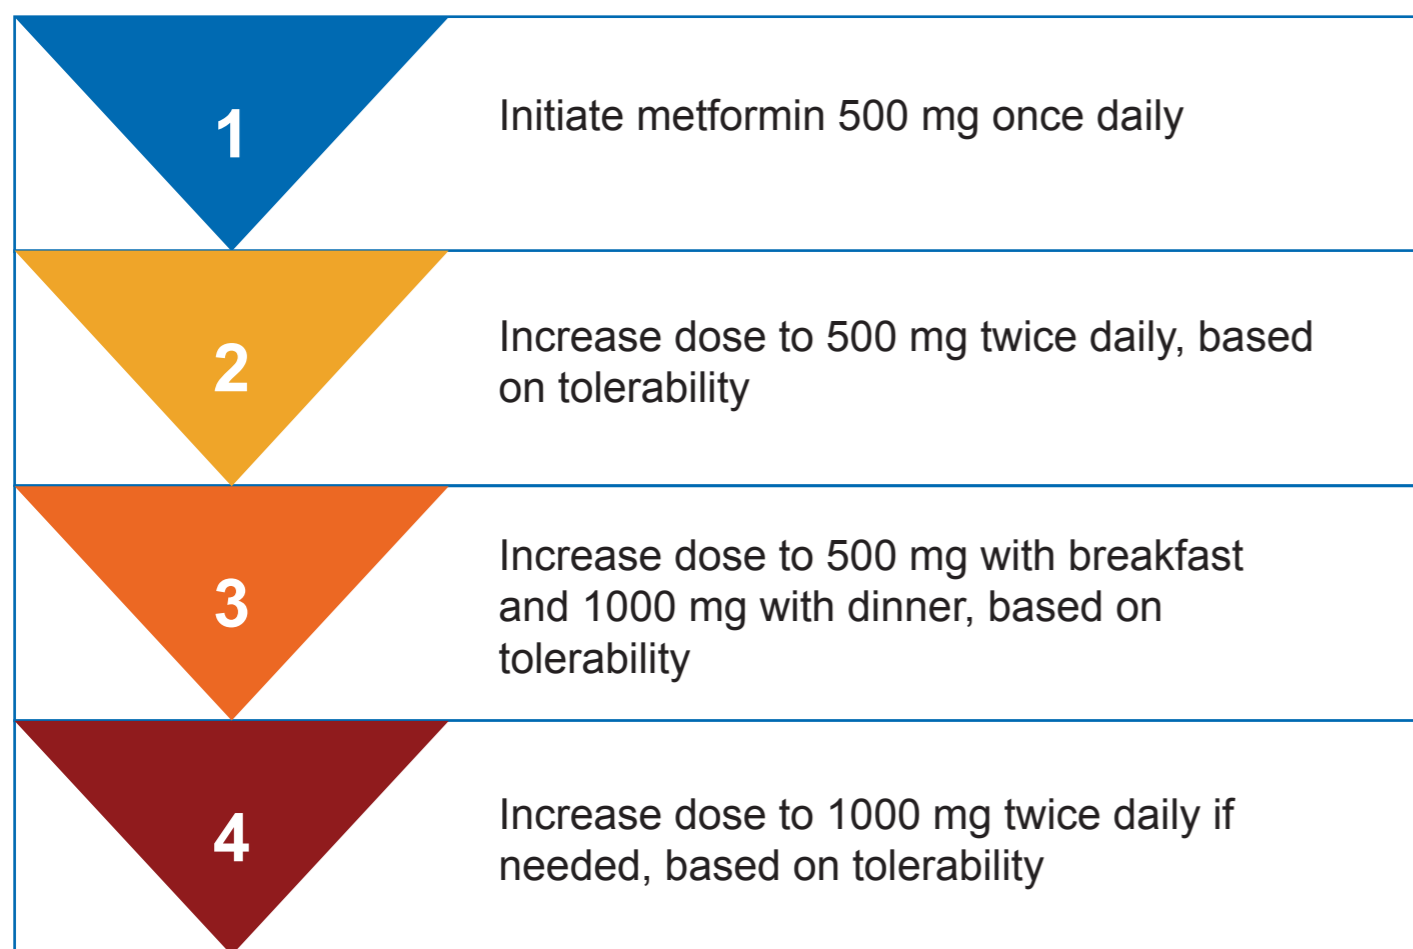 1
Initiate metformin 500 mg once daily
2
Increase dose to 500 mg twice daily, based
on tolerability
3
Increase dose to 500 mg with breakfast
and 1000 mg with dinner, based on
tolerability
4
Increase dose to 1000 mg twice daily if
needed, based on tolerability